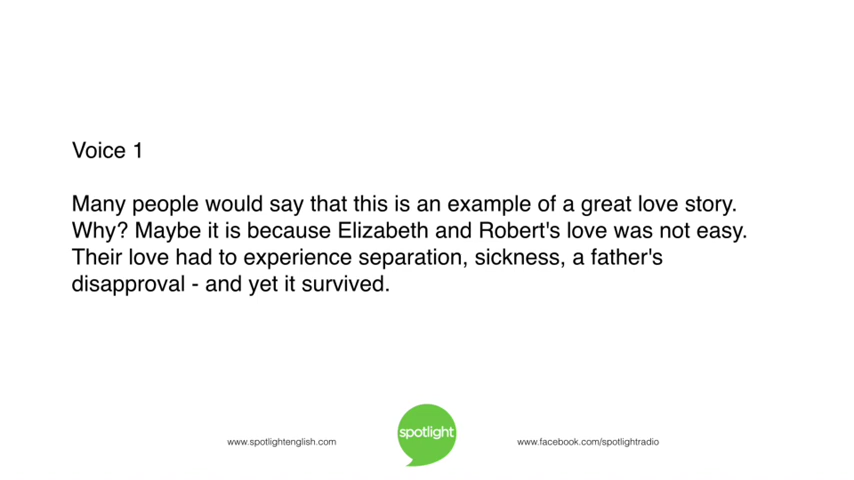 Voice 1
Many people would say that this is an example of a great love story.
Why? Maybe it is because Elizabeth and Robert's love was not easy.
Their love had to experience separation, sickness, a father's
disapproval - and yet it survived.
spotlight
www.spotlightenglish.com
www.facebook.com/spotlightradio